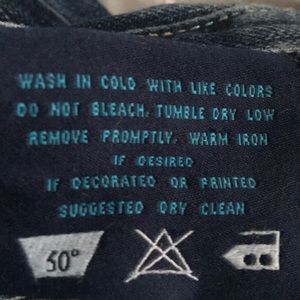 WASH IN COLD WITH LIKE COLORS
DO NOT BLEACH. TUMBLE DRY LOW
REMOVE PROMPTLY. WARM IRON
IF DESIRED
IF DECORATED OR PRINTED
SUGGESTED DRY CLEAN
50°